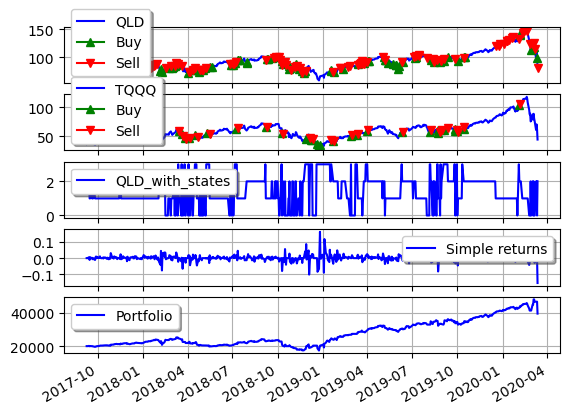 QLD
Buy
Sell
150
100
TQQQ
Buy
Sell
100
50
QLD_with_states
2
0
Simple returns
0.1
0.0
−0.1
Portfolio
40000
20000
2017-10
2018-01
2018-04
2018-07
2018-10
2019-01
2019-04
2019-07
2019-10
2020-01
2020-04